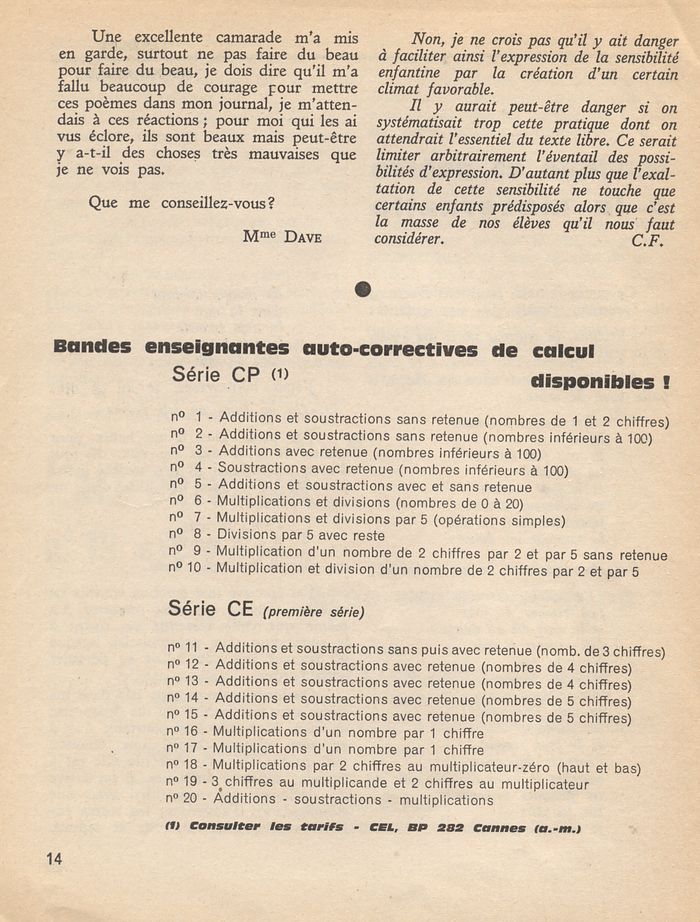 Une excellente camarade m'a mis
en garde, surtout ne pas faire du beau
pour faire du beau, je dois dire qu'il m'a
fallu beaucoup de courage pour mettre
ces poèmes dans mon journal, je m'atten-
dais à ces réactions ; pour moi qui les ai
vus éclore, ils sont beaux mais peut-être
y a-t-il des choses très mauvaises que
je ne vois pas.
Que me conseillez-vous?
Mme DAVE
Non, je ne crois pas qu'il y ait danger
à faciliter ainsi l'expression de la sensibilité
enfantine par la création d'un certain
climat favorable.
Il y aurait peut-être danger si on
systématisait trop cette pratique dont on
attendrait l'essentiel du texte libre. Ce serait
limiter arbitrairement l'éventail des possi-
bilités d'expression. D'autant plus que l'exal-
tation de cette sensibilité ne touche que
certains enfants prédisposés alors que c'est
la masse de nos élèves qu'il nous faut
considérer. C.F.
Bandes enseignantes auto-correctives de calcul
disponibles !
Série CP (1)
nº 1 - Additions et soustractions sans retenue (nombres de 1 et 2 chiffres)
nº 2 - Additions et soustractions sans retenue (nombres inférieurs à 100)
nº 3 - Additions avec retenue (nombres inférieurs à 100)
nº 4 - Soustractions avec retenue (nombres inférieurs à 100)
nº 5 - Additions et soustractions avec et sans retenue
nº 6 - Multiplications et divisions (nombres de 0 à 20)
nº 7 - Multiplications et divisions par 5 (opérations simples)
nº 8 - Divisions par 5 avec reste
nº 9 - Multiplication d'un nombre de 2 chiffres par 2 et par 5 sans retenue
nº 10 - Multiplication et division d'un nombre de 2 chiffres par 2 et par 5
Série CE (première série)
nº 11 - Additions et soustractions sans puis avec retenue (nomb. de 3 chiffres)
nº 12 - Additions et soustractions avec retenue (nombres de 4 chiffres)
nº 13 - Additions et soustractions avec retenue (nombres de 4 chiffres)
nº 14 - Additions et soustractions avec retenue (nombres de 5 chiffres)
nº 15 - Additions et soustractions avec retenue (nombres de 5 chiffres)
nº 16 - Multiplications d'un nombre par 1 chiffre
nº 17 - Multiplications d'un nombre par 1 chiffre
nº 18 - Multiplications par 2 chiffres au multiplicateur-zéro (haut et bas)
nº 19 - 3 chiffres au multiplicande et 2 chiffres au multiplicateur
nº 20 - Additions - soustractions - multiplications
(1) Consulter les tarifs - CEL, BP 282 Cannes (a.-m.)
14